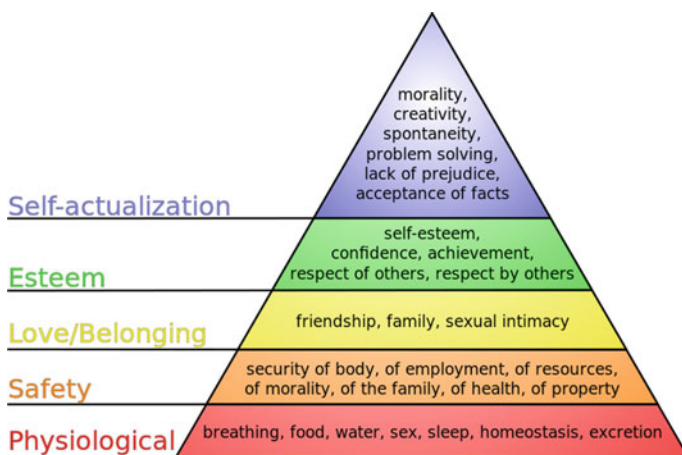 morality,
creativity,
spontaneity,
problem solving,
lack of prejudice,
acceptance of facts
Self-actualization
self-esteem,
confidence, achievement,
respect of others, respect by others
Esteem
friendship, family, sexual intimacy
Love/Belonging
security of body, of employment, of resources,
of morality, of the family, of health, of property
Safety
breathing, food, water, sex, sleep, homeostasis, excretion
Physiological